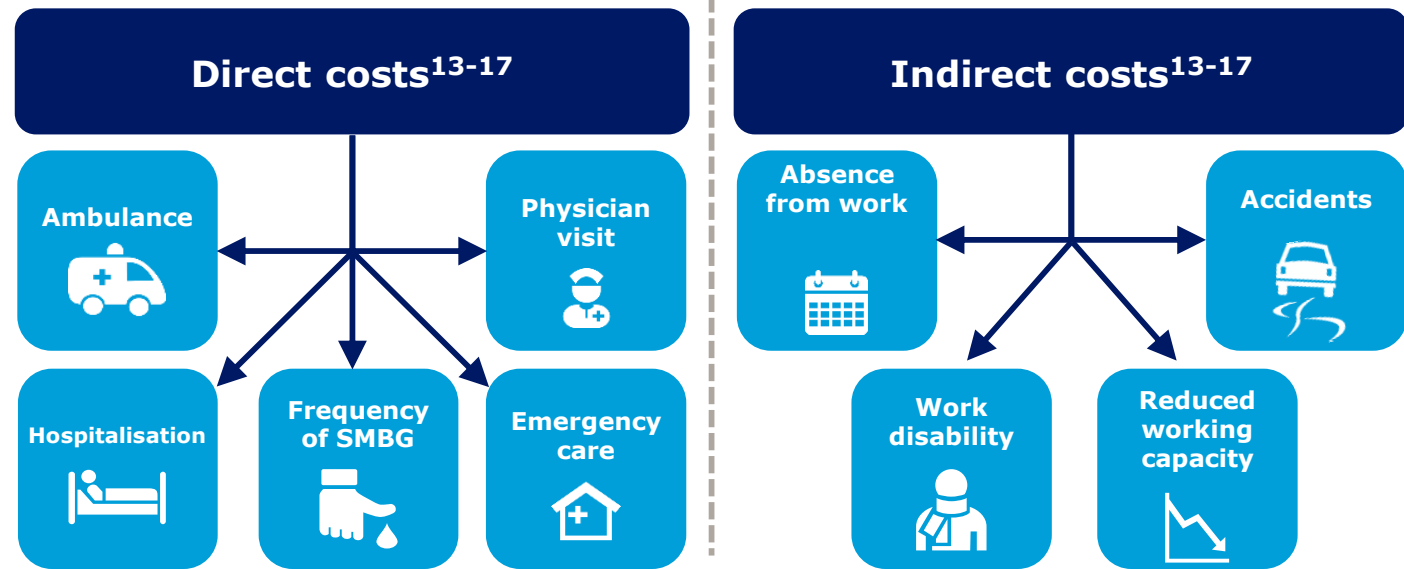 Direct costs13-17
Ambulance
Physician
visit
Hospitalisation
Frequency
of SMBG
Emergency
care
Indirect costs13-17
Absence
from work
Accidents
Work
disability
Reduced
working
capacity